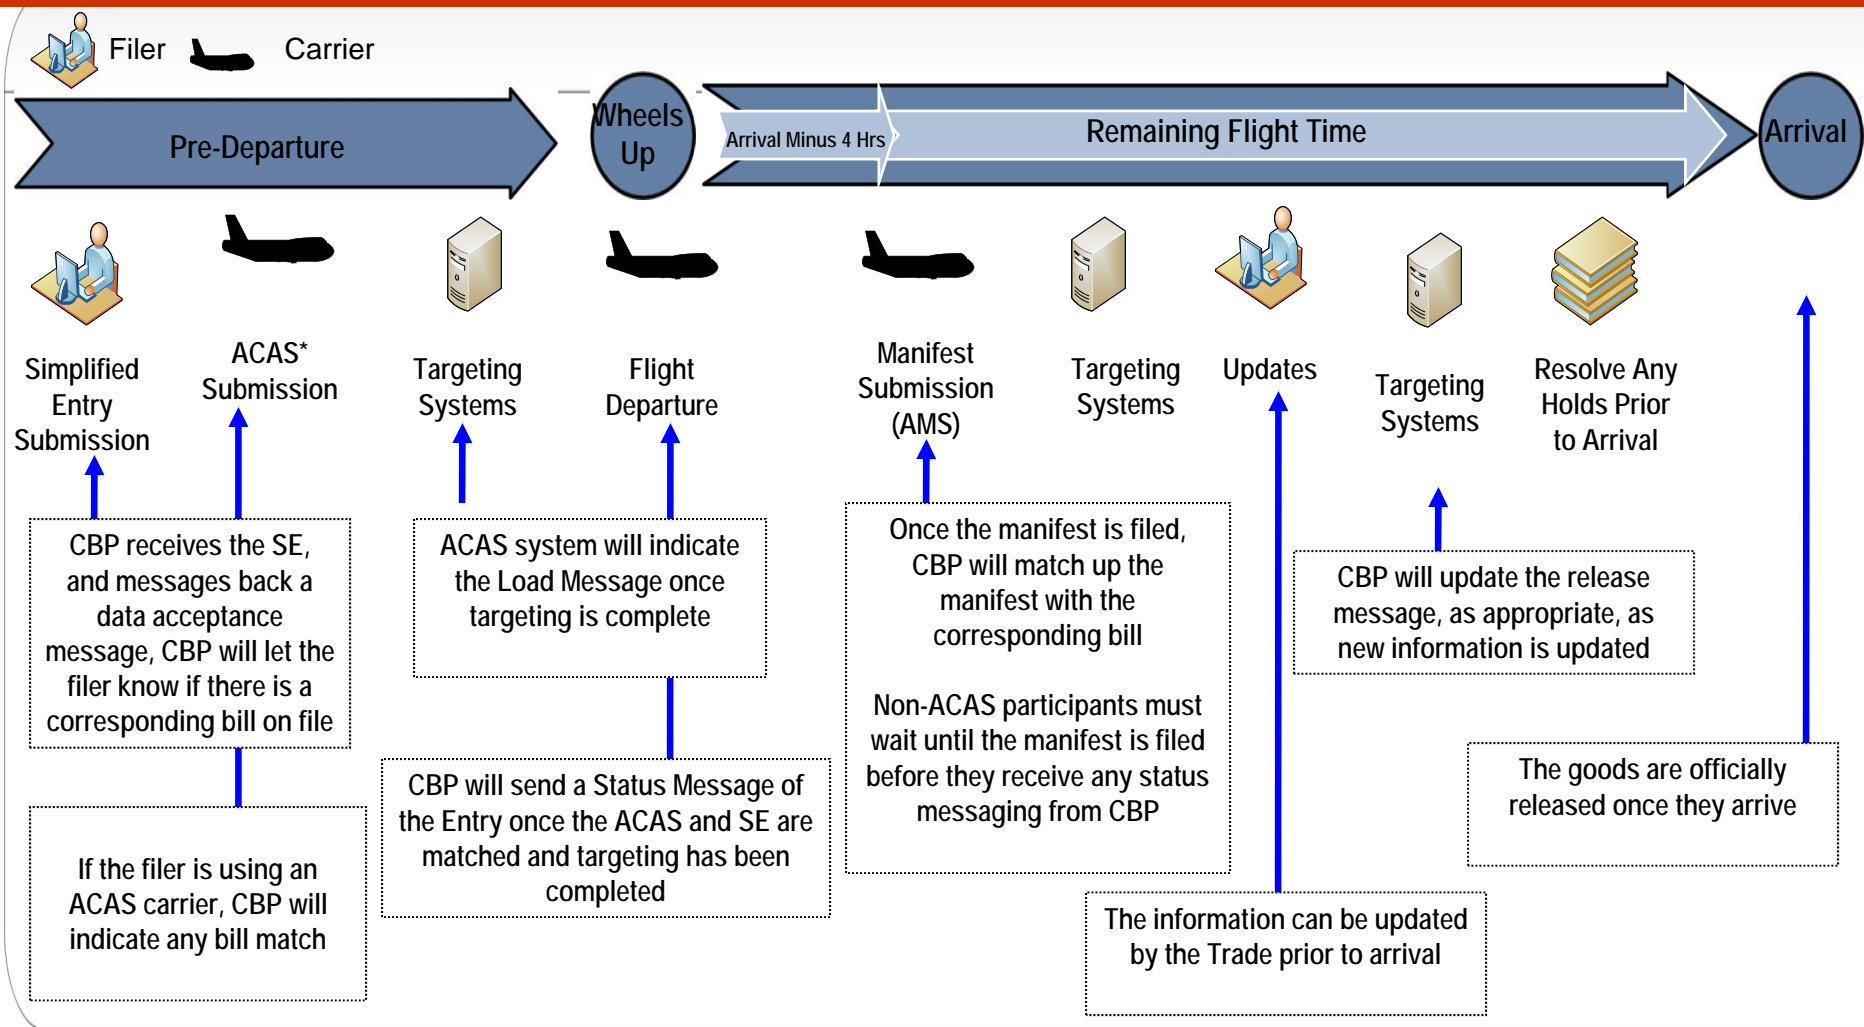 Filer
Carrier
Pre-Departure
Wheels
Up
Arrival Minus 4 Hrs
Remaining Flight Time
Arrival
Simplified
Entry
Submission
ACAS*
Submission
Targeting
Systems
Flight
Departure
Manifest
Submission
(AMS)
Targeting
Systems
Updates
Targeting
Systems
Resolve Any
Holds Prior
to Arrival
CBP receives the SE,
and messages back a
data acceptance
message, CBP will let the
filer know if there is a
corresponding bill on file
If the filer is using an
ACAS carrier, CBP will
indicate any bill match
ACAS system will indicate
the Load Message once
targeting is complete
CBP will send a Status Message of
the Entry once the ACAS and SE are
matched and targeting has been
completed
Once the manifest is filed,
CBP will match up the
manifest with the
corresponding bill
Non-ACAS participants must
wait until the manifest is filed
before they receive any status
messaging from CBP
The information can be updated
by the Trade prior to arrival
CBP will update the release
message, as appropriate, as
new information is updated
The goods are officially
released once they arrive